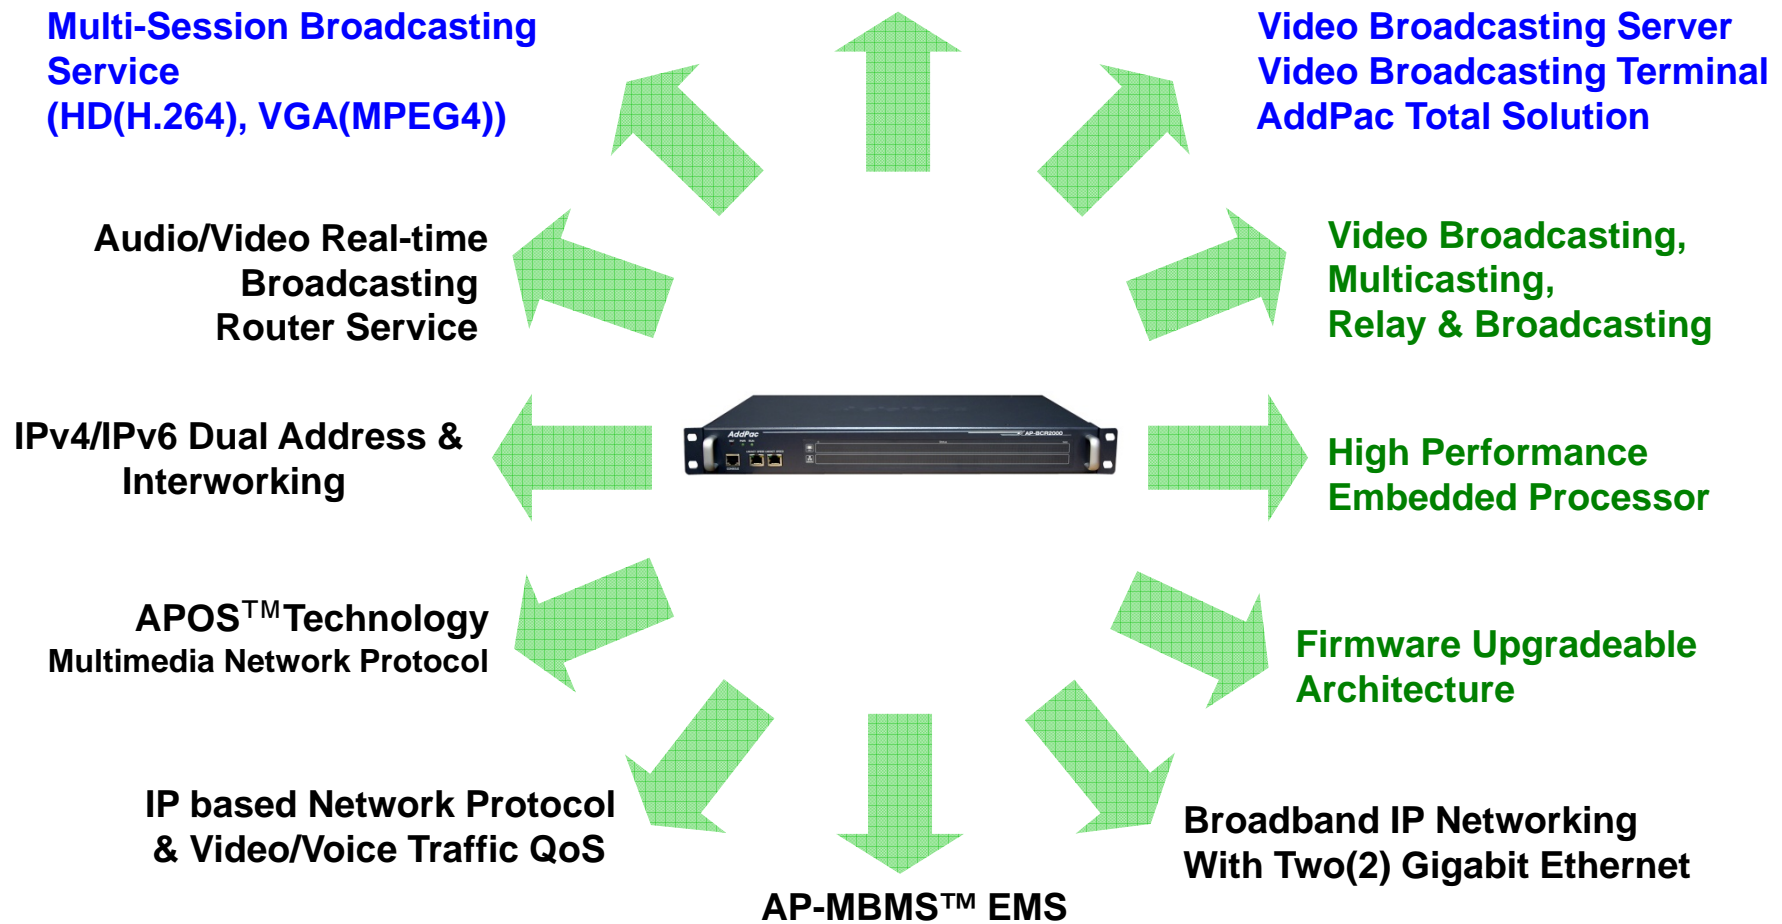 Multi-Session Broadcasting
Service
(HD(H.264), VGA(MPEG4))
Video Broadcasting Server
Video Broadcasting Terminal
AddPac Total Solution
Audio/Video Real-time
Broadcasting
Router Service
Video Broadcasting,
Multicasting,
Relay & Broadcasting
IPv4/IPv6 Dual Address &
Interworking
AddPac
AP-BCR2000
High Performance
Embedded Processor
APOS™Technology
Multimedia Network Protocol
Firmware Upgradeable
Architecture
IP based Network Protocol
& Video/Voice Traffic QoS
Broadband IP Networking
With Two(2) Gigabit Ethernet
AP-MBMS™ EMS